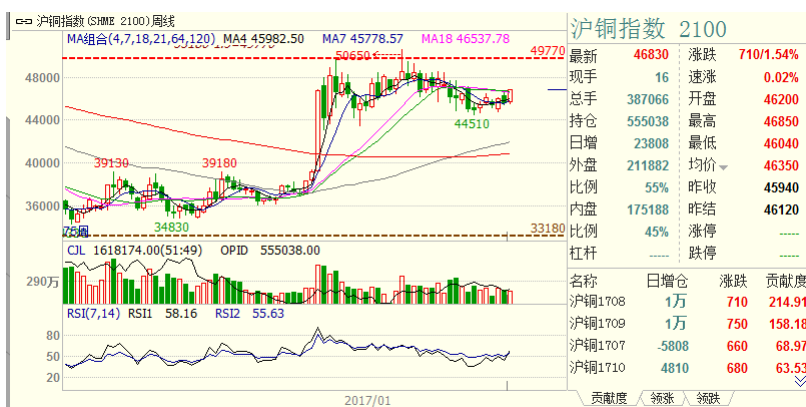 沪铜指数(SHME 2100)周线
MA组合(4,7,18,21,64,120) MA4 45982.50 MA7 45778.57 MA18 46537.78
50650
49770
48000
44000
44510
40000
39130
39180
36000
34830
33180
75周
CJL 1618174.00(51:49) OPID 555038.00
290万
RSI(7,14) RSI1 58.16 RSI2 55.63
80
50
20
2017/01
沪铜指数 2100
最新 46830 涨跌 710/1.54%
现手 16 速涨 0.02%
总手 387066 开盘 46200
持仓 555038 最高 46850
日增 23808 最低 46040
外盘 211882 均价 46350
比例 55% 昨收 45940
内盘 175188 昨结 46120
比例 45% 涨停 -----
杠杆 ----- 跌停 -----
名称 日增仓 涨跌 贡献度
沪铜1708 1万 710 214.91
沪铜1709 1万 750 158.18
沪铜1707 -5808 660 68.97
沪铜1710 4810 680 63.53
贡献度 领涨 领跌